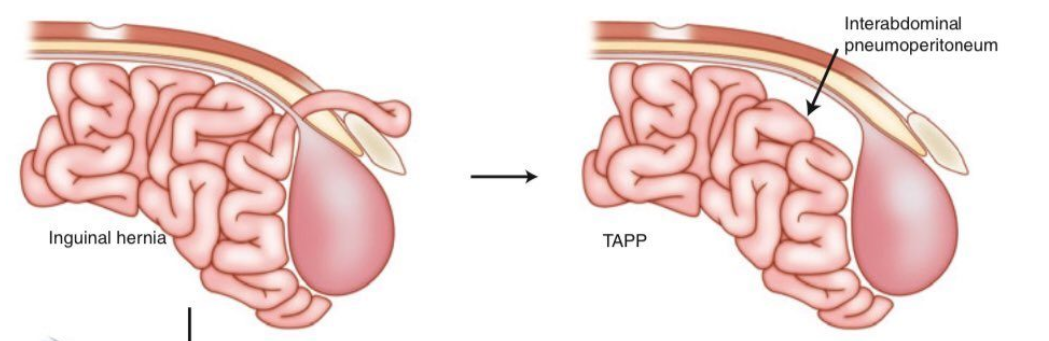 Interabdominal
pneumoperitoneum
Inguinal hernia
TAPP